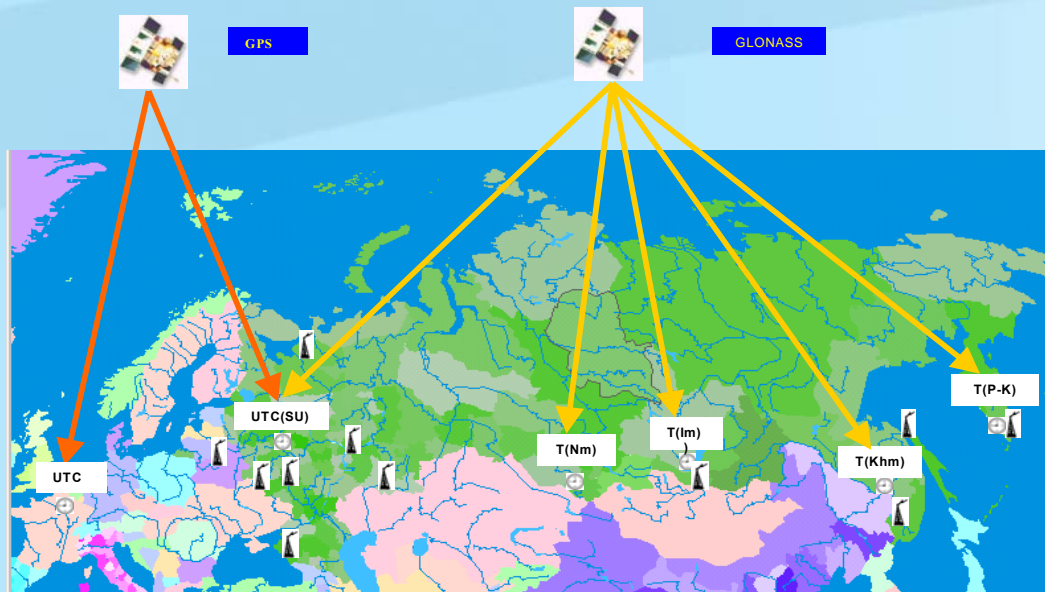 GPS
GLONASS
T(P-K)
UTC(SU)
T(Im)
T(Nm)
T(Khm)
UTC